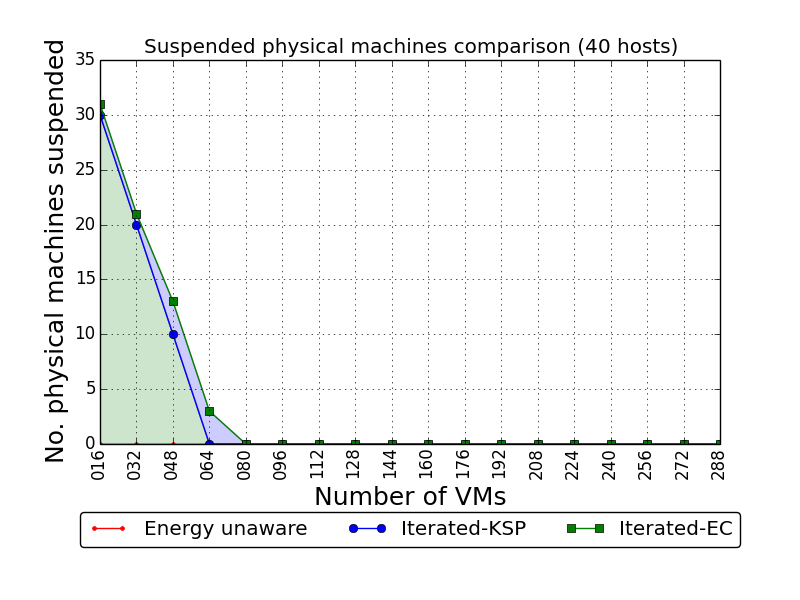 Suspended physical machines comparison (40 hosts)
No. physical machines suspended
35
30
25
20
15
10
5
0
016 032 048 064 080 096 112 128 144 160 176 192 208 224 240 256 272 288
Number of VMs
Energy unaware Iterated-KSP Iterated-EC